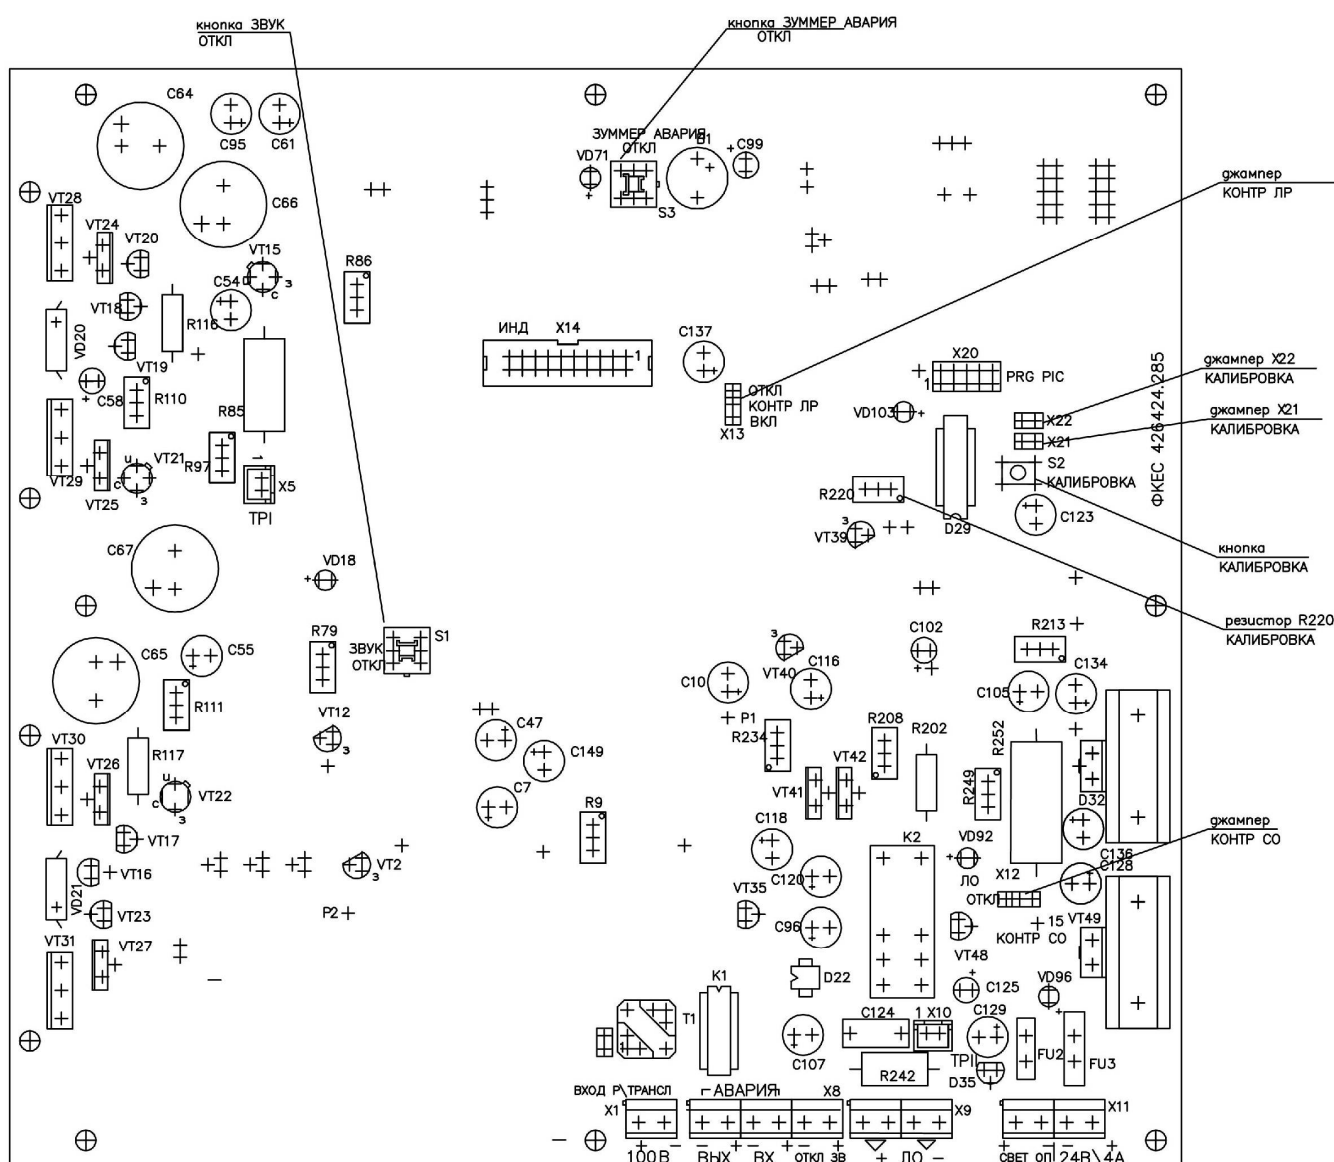 кнопка ЗВУК
ОТКЛ
кнопка ЗУММЕР АВАРИЯ
ОТКЛ
C64
C95
C61
ЗУММЕР АВАРИЯ
ОТКЛ
B1
C99
VD71
S3
джампер
КОНТР ЛР
VT28
C66
VT24
VT20
VT15
з
с
R86
C54
VT18
R116
VD20
VT19
C58
R110
R85
ИНД
X14
1
C137
ОТКЛ
КОНТР ЛР
ВКЛ
X13
X20
1
PRG PIC
VD103
ФКЕС 426424.285
джампер X22
КАЛИБРОВКА
X22
джампер X21
КАЛИБРОВКА
X21
S2
КАЛИБРОВКА
VT29
VT25
и
с
з
VT21
R97
1
X5
TPI
R220
D29
C123
VT39
з
кнопка
КАЛИБРОВКА
C67
VD18
резистор R220
КАЛИБРОВКА
R79
ЗВУК
ОТКЛ
S1
C65
C55
R111
з
VT40
C116
C10
C102
R213
C105
C134
VT12
з
C47
C149
C7
P1
R234
R208
R202
R252
VT30
R117
VT26
и
с
з
VT22
VT17
VT41
VT42
R249
D32
R9
C118
K2
VD92
ЛО
ОТКЛ
X12
C136
C128
джампер
КОНТР СО
VT16
VD21
VT2
з
VT23
P2
VT31
VT27
C120
VT35
C96
15
КОНТР СО
VT49
VT48
K1
D22
C125
VD96
T1
1
C107
C124
1 X10
C129
TPII
D35
FU2
FU3
R242
ВХОД Р\ТРАНСЛ
АВАРИЯ
X1
X8
X9
X11
100В
ВЫХ
ВХ
ОТКЛ ЗВ
+ ЛО −
СВЕТ ОП
24В\4А